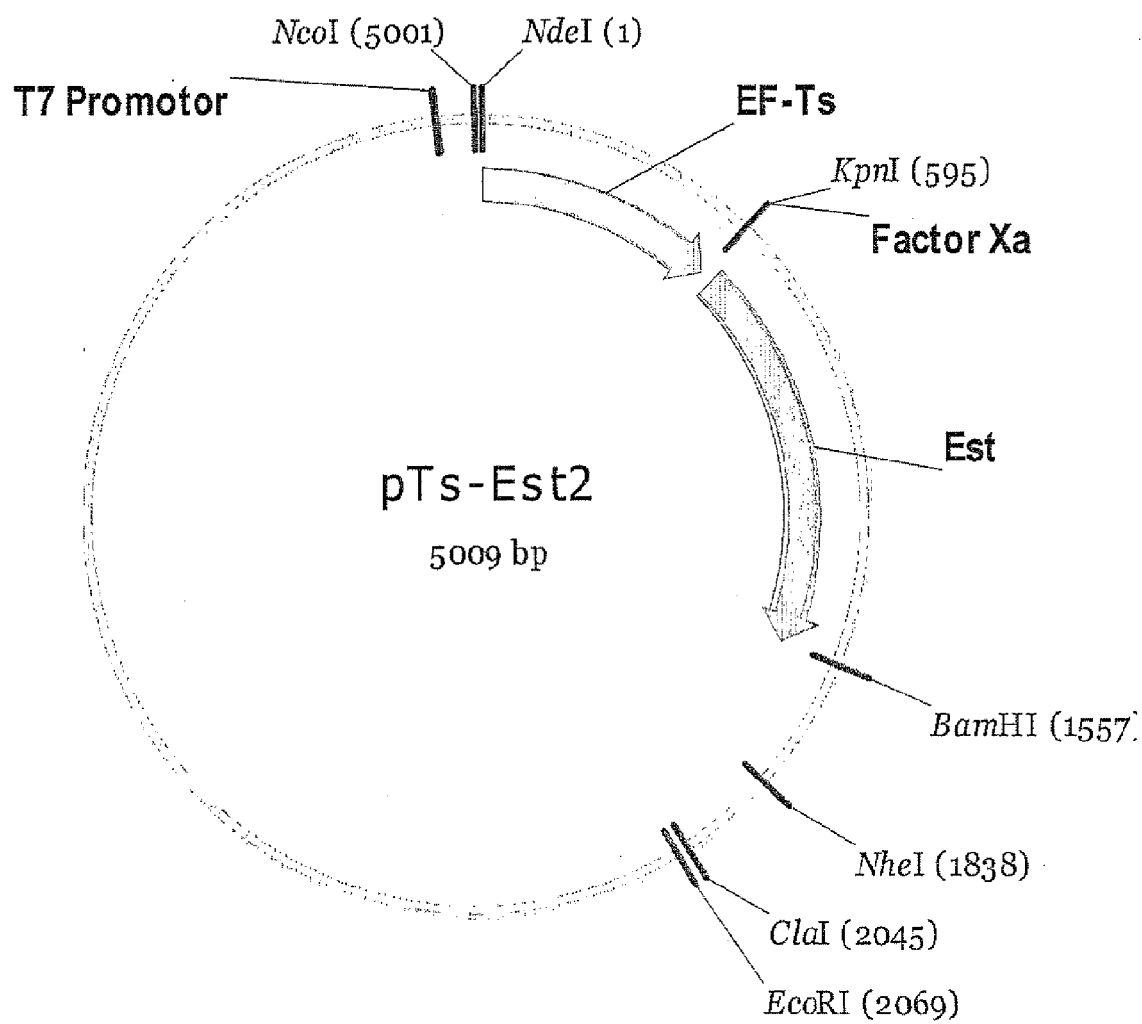 NcoI (5001)
NdeI (1)
T7 Promotor
EF-Ts
KpnI (595)
Factor Xa
Est
pTs-Est2
5009 bp
BamHI (1557)
NheI (1838)
ClaI (2045)
EcoRI (2069)